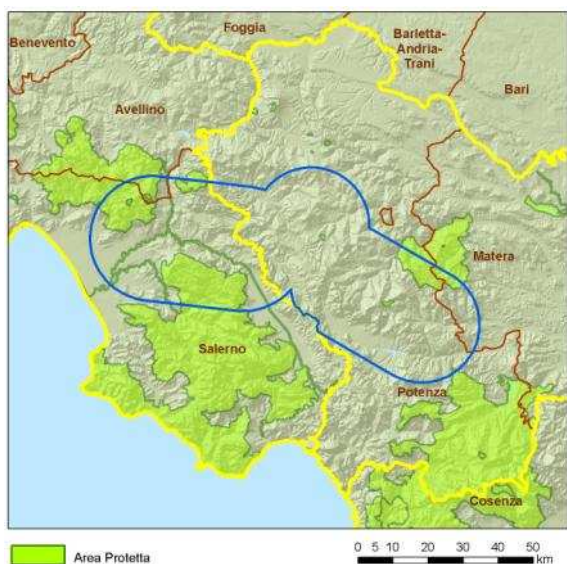 Foggia
Benevento
Barletta-
Andria-
Trani
Bari
Avellino
Matera
Salerno
Potenza
Cosenza
Area Protetta
0 5 10 20 30 40 50
km